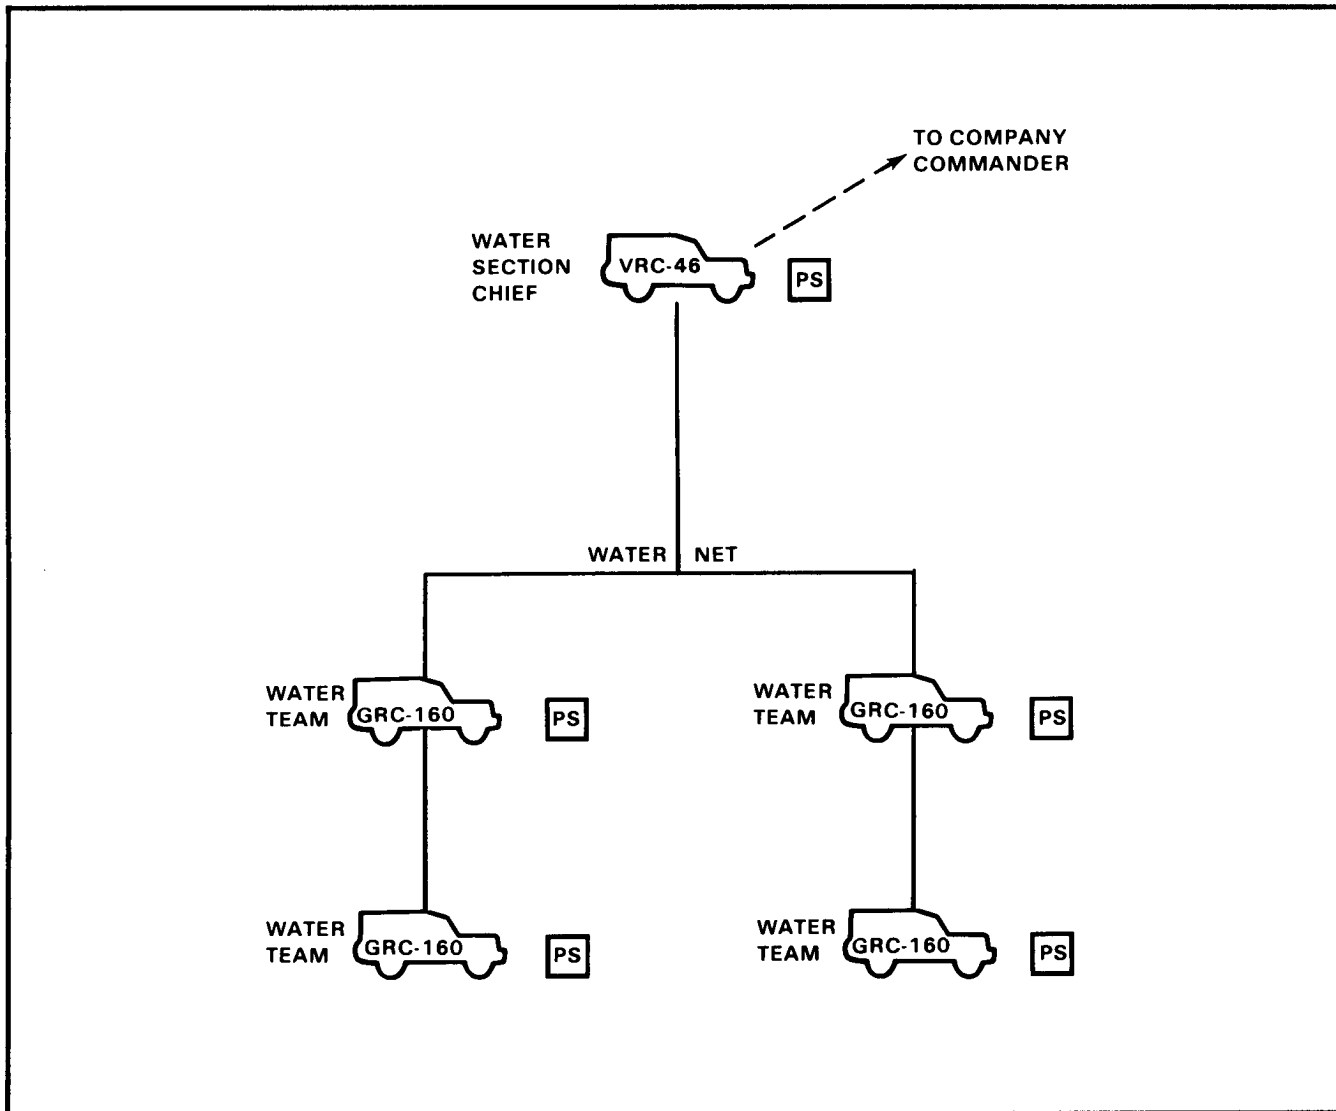 TO COMPANY
COMMANDER
WATER
SECTION
CHIEF
VRC-46
PS
WATER NET
WATER
TEAM
GRC-160
PS
WATER
TEAM
GRC-160
PS
WATER
TEAM
GRC-160
PS
WATER
TEAM
GRC-160
PS